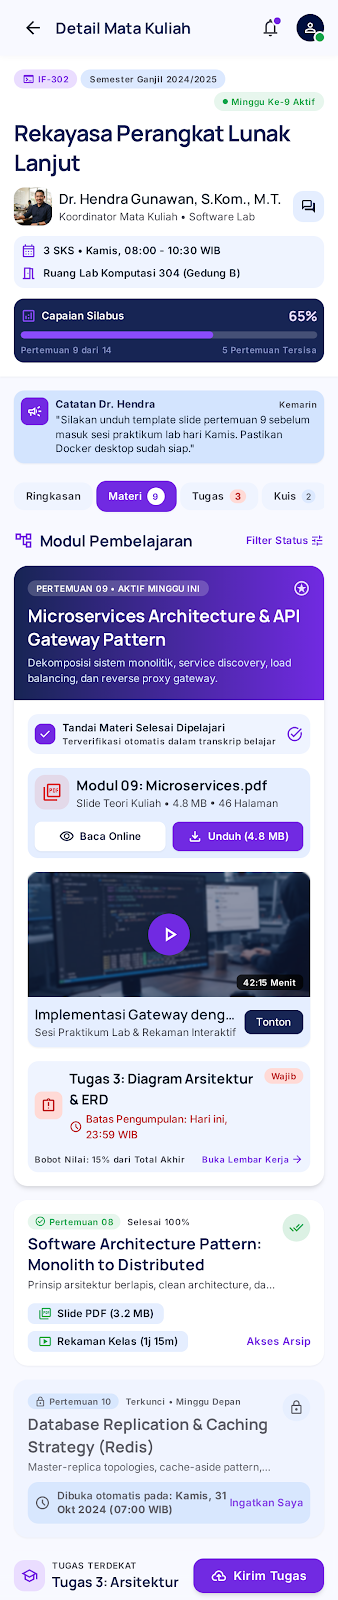 Detail Mata Kuliah
IF-302
Semester Ganjil 2024/2025
Minggu Ke-9 Aktif
Rekayasa Perangkat Lunak
Lanjut
Dr. Hendra Gunawan, S.Kom., M.T.
Koordinator Mata Kuliah • Software Lab
3 SKS • Kamis, 08:00 - 10:30 WIB
Ruang Lab Komputasi 304 (Gedung B)
Capaian Silabus 65%
Pertemuan 9 dari 14 5 Pertemuan Tersisa
Catatan Dr. Hendra Kemarin
"Silakan unduh template slide pertemuan 9 sebelum
masuk sesi praktikum lab hari Kamis. Pastikan
Docker desktop sudah siap."
Ringkasan Materi 9 Tugas 3 Kuis 2
Modul Pembelajaran Filter Status
PERTEMUAN 09 • AKTIF MINGGU INI
Microservices Architecture & API
Gateway Pattern
Dekomposisi sistem monolitik, service discovery, load
balancing, dan reverse proxy gateway.
Tandai Materi Selesai Dipelajari
Terverifikasi otomatis dalam transkrip belajar
PDF
Modul 09: Microservices.pdf
Slide Teori Kuliah • 4.8 MB • 46 Halaman
Baca Online Unduh (4.8 MB)
42:15 Menit
Implementasi Gateway deng...
Sesi Praktikum Lab & Rekaman Interaktif
Tonton
Tugas 3: Diagram Arsitektur
& ERD
Wajib
Batas Pengumpulan: Hari ini,
23:59 WIB
Bobot Nilai: 15% dari Total Akhir Buka Lembar Kerja →
Pertemuan 08 Selesai 100%
Software Architecture Pattern:
Monolith to Distributed
Prinsip arsitektur berlapis, clean architecture, da...
Slide PDF (3.2 MB)
Rekaman Kelas (1j 15m) Akses Arsip
Pertemuan 10 Terkunci • Minggu Depan
Database Replication & Caching
Strategy (Redis)
Master-replica topologies, cache-aside pattern,...
Dibuka otomatis pada: Kamis, 31
Okt 2024 (07:00 WIB)
Ingatkan Saya
TUGAS TERDEKAT
Tugas 3: Arsitektur
Kirim Tugas